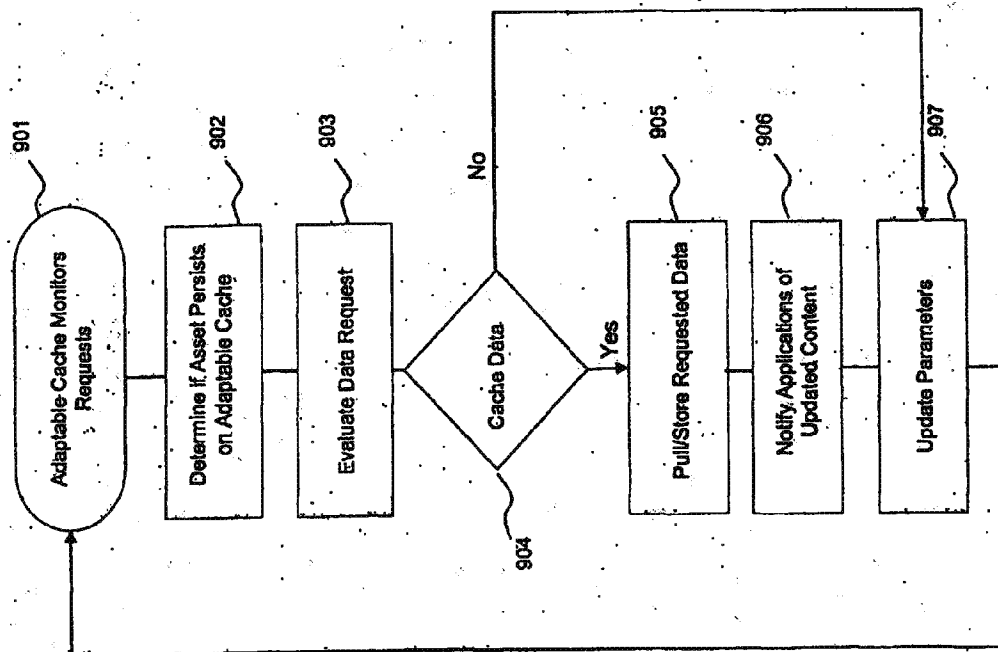 901
Adaptable Cache Monitors
Requests
902
Determine if Asset Persists
on Adaptable Cache
903
Evaluate Data Request
904
Cache Data
No
Yes
905
Pull/Store Requested Data
906
Notify Applications of
Updated Content
907
Update Parameters